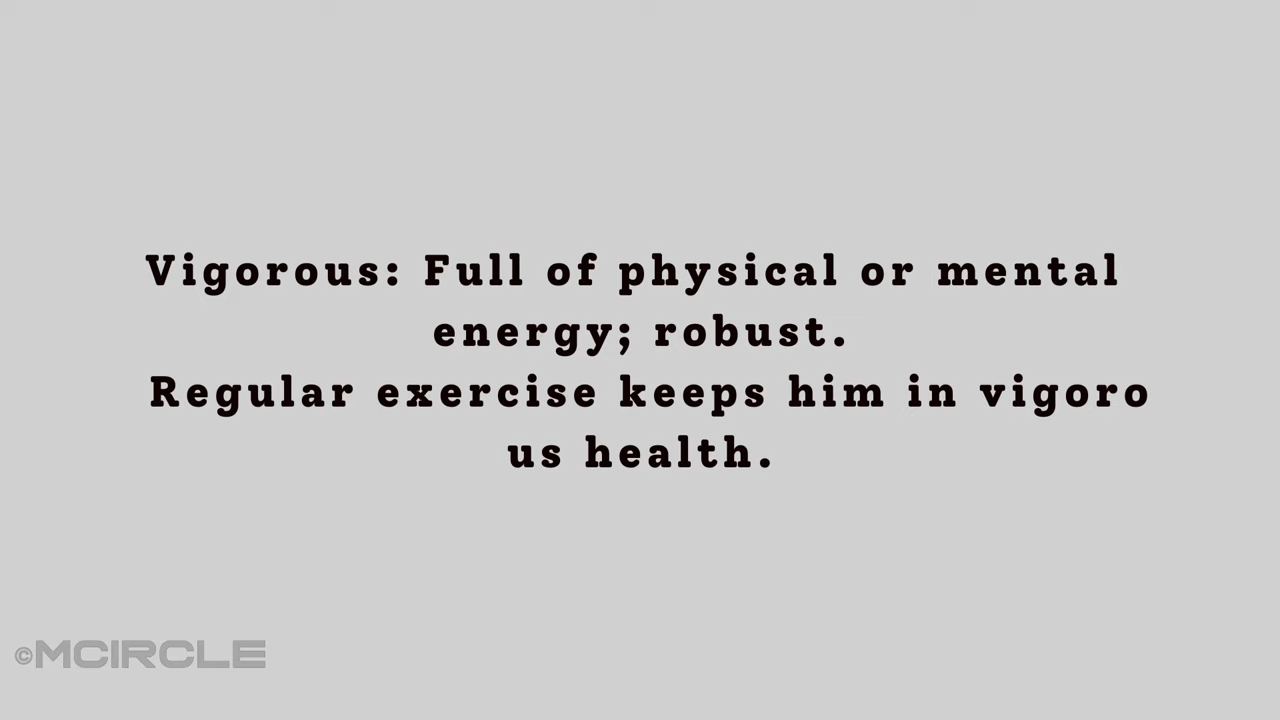 Vigorous: Full of physical or mental
energy; robust.
Regular exercise keeps him in vigoro
us health.
©MCIRCLE